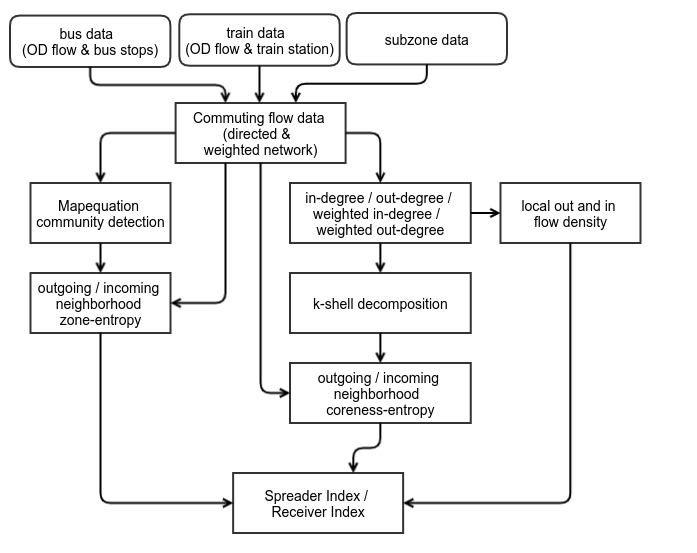 bus data
(OD flow & bus stops)
train data
(OD flow & train station)
subzone data
Commuting flow data
(directed &
weighted network)
Mapequation
community detection
in-degree / out-degree /
weighted in-degree /
weighted out-degree
local out and in
flow density
outgoing / incoming
neighborhood
zone-entropy
k-shell decomposition
outgoing / incoming
neighborhood
coreness-entropy
Spreader Index /
Receiver Index